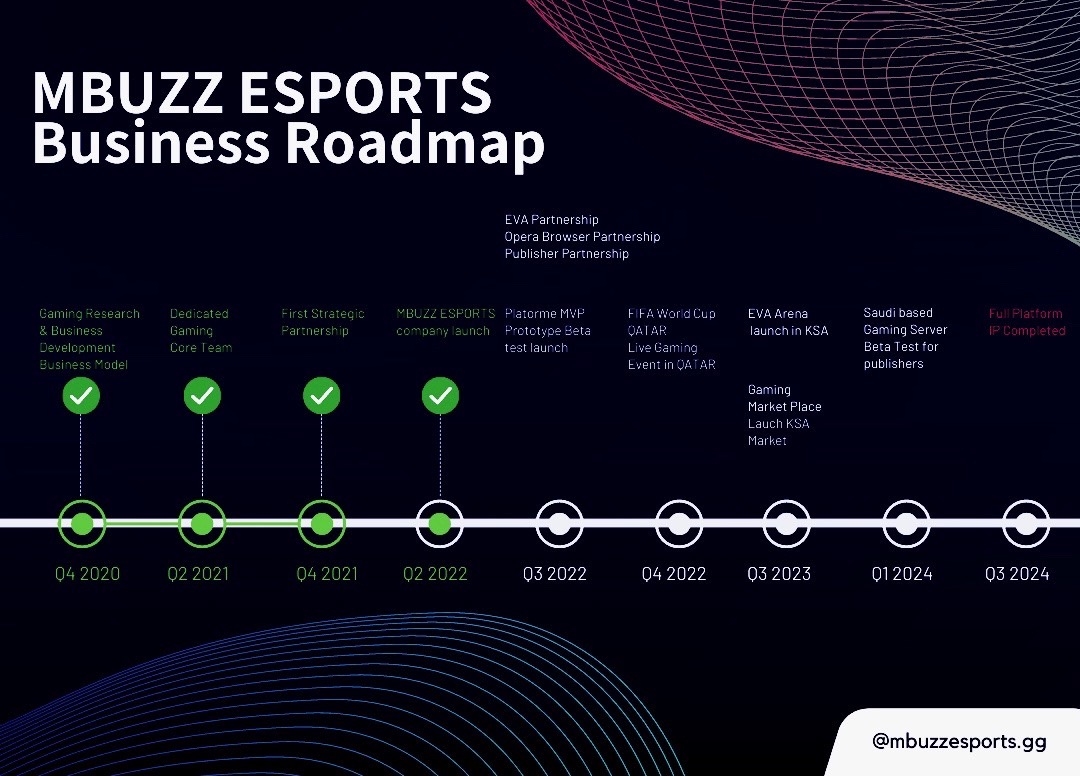 MBUZZ ESPORTS
Business Roadmap
EVA Partnership
Opera Browser Partnership
Publisher Partnership
Gaming Research
& Business
Development
Business Model
Dedicated
Gaming
Core Team
First Strategic
Partnership
MBUZZ ESPORTS
company launch
Platorme MVP
Prototype Beta
test launch
FIFA World Cup
QATAR
Live Gaming
Event in QATAR
EVA Arena
launch in KSA
Gaming
Market Place
Lauch KSA
Market
Saudi based
Gaming Server
Beta Test for
publishers
Full Platform
IP Completed
Q4 2020
Q2 2021
Q4 2021
Q2 2022
Q3 2022
Q4 2022
Q3 2023
Q1 2024
Q3 2024
@mbuzzesports.gg